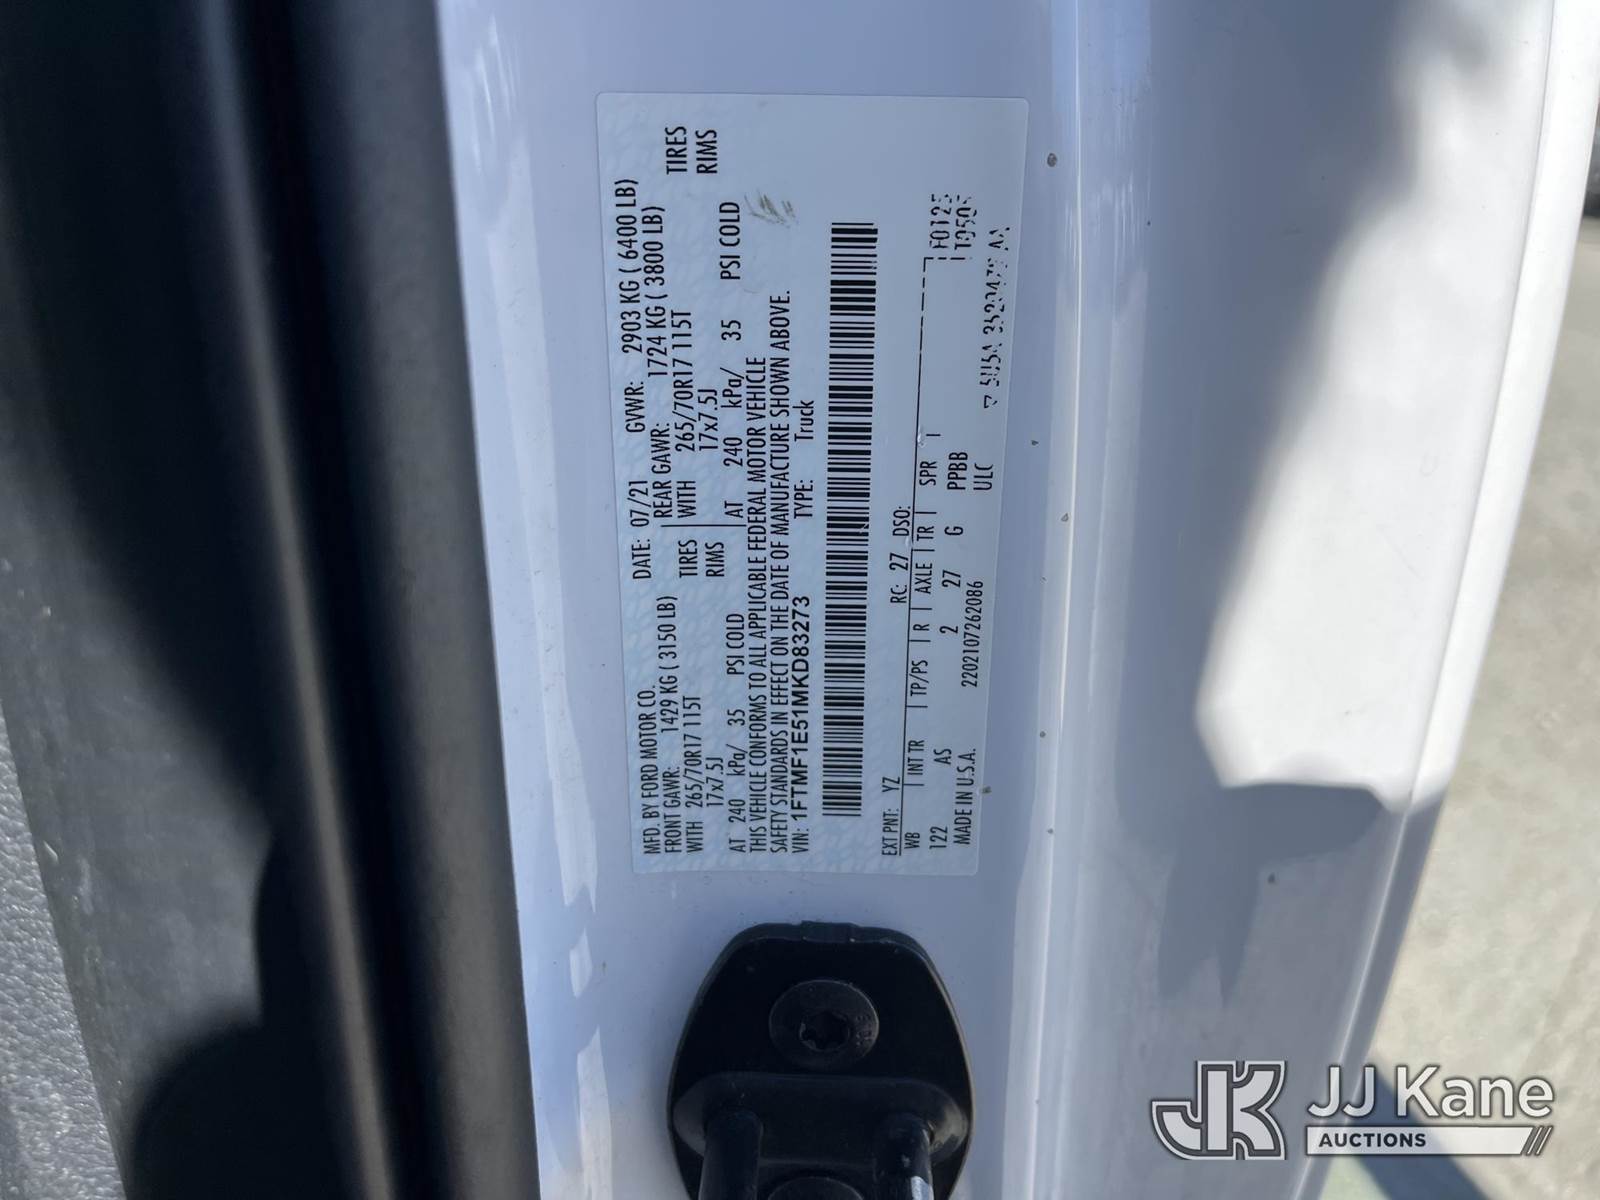 MFD. BY FORD MOTOR CO. DATE: 07/21 GVWR: 2903 KG ( 6400 LB)
FRONT GAWR: 1429 KG ( 3150 LB) REAR GAWR: 1724 KG ( 3800 LB)
WITH 265/70R17 115T TIRES WITH 265/70R17 115T TIRES
17x7.5J RIMS 17x7.5J RIMS
AT 240 kPa/ 35 PSI COLD AT 240 kPa/ 35 PSI COLD
THIS VEHICLE CONFORMS TO ALL APPLICABLE FEDERAL MOTOR VEHICLE
SAFETY STANDARDS IN EFFECT ON THE DATE OF MANUFACTURE SHOWN ABOVE.
VIN: 1FTMF1E51MKD83273 TYPE: Truck
EXT PNT: YZ RC: 27 DSO:
WB INT TR TP/PS R AXLE TR SPR F0125
122 AS 2 27 G PPBB T0505
MADE IN U.S.A. 2202107262086 ULC
JJ Kane
AUCTIONS